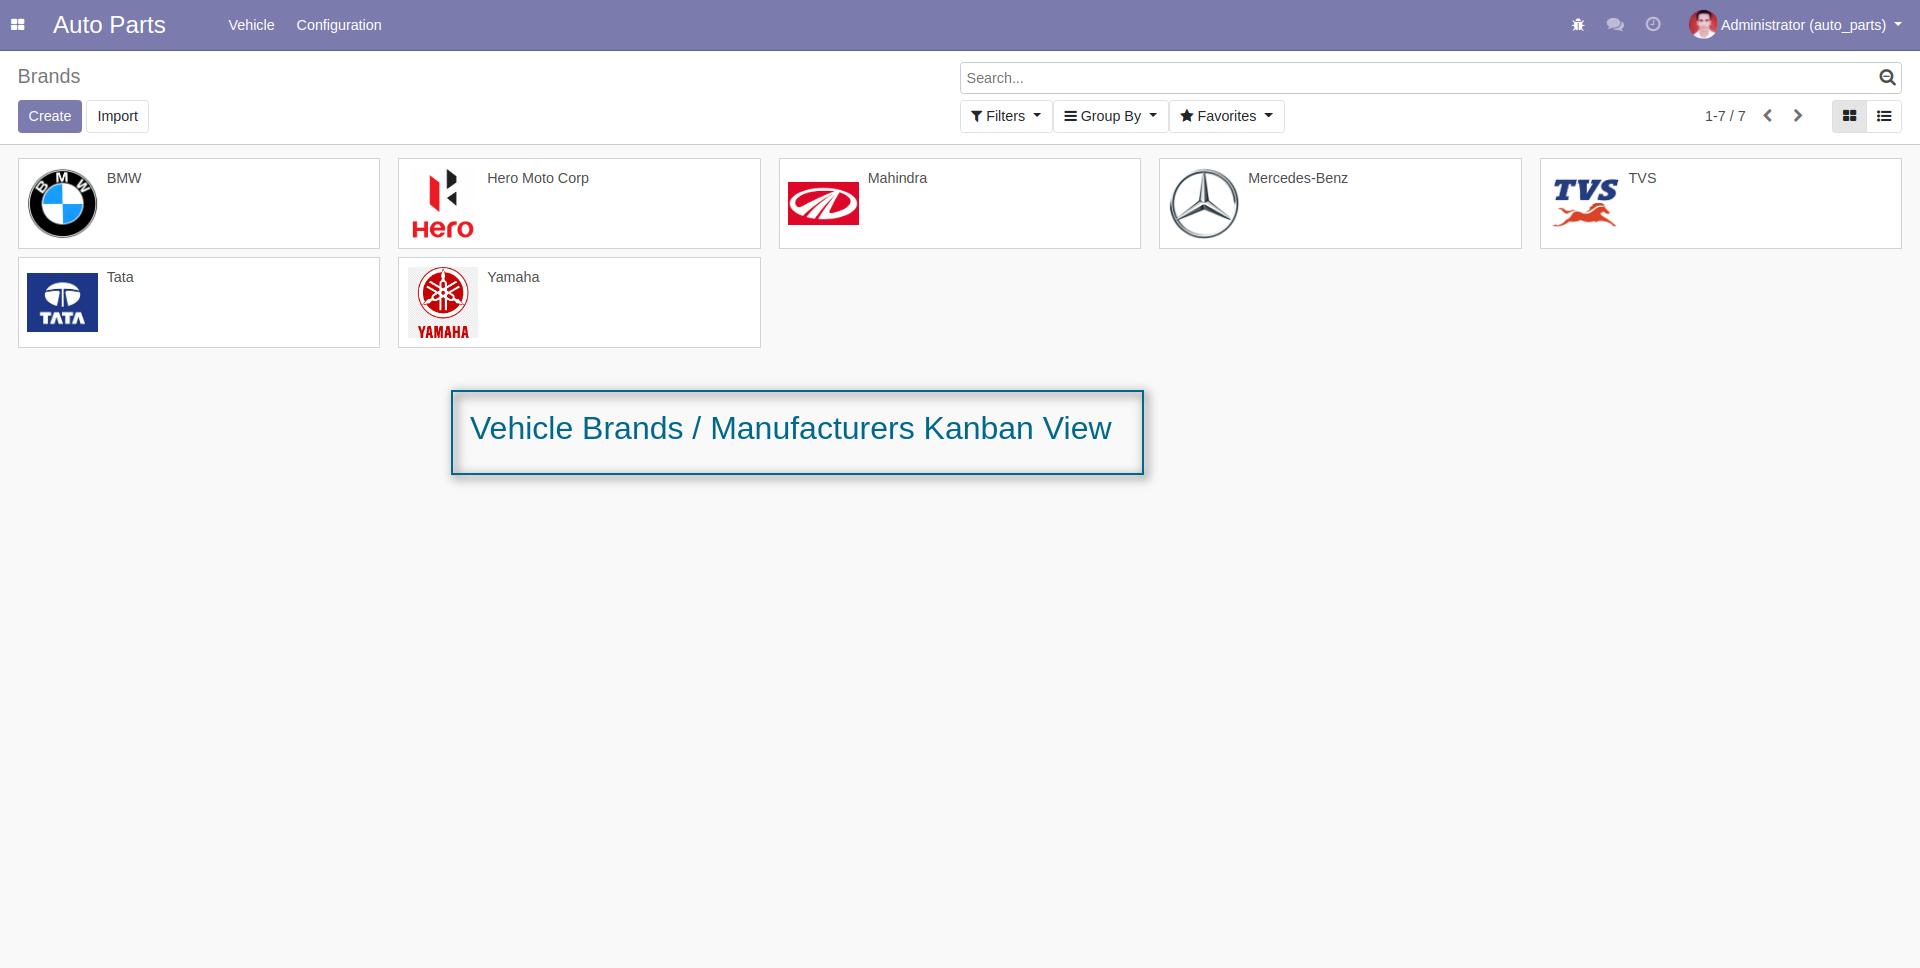 Auto Parts Vehicle Configuration Administrator (auto_parts)
Brands
Search...
Create Import Filters Group By Favorites 1-7 / 7
BMW BMW
Hero Hero Moto Corp
Mahindra
Mercedes-Benz
TVS TVS
TATA Tata
YAMAHA Yamaha
Vehicle Brands / Manufacturers Kanban View